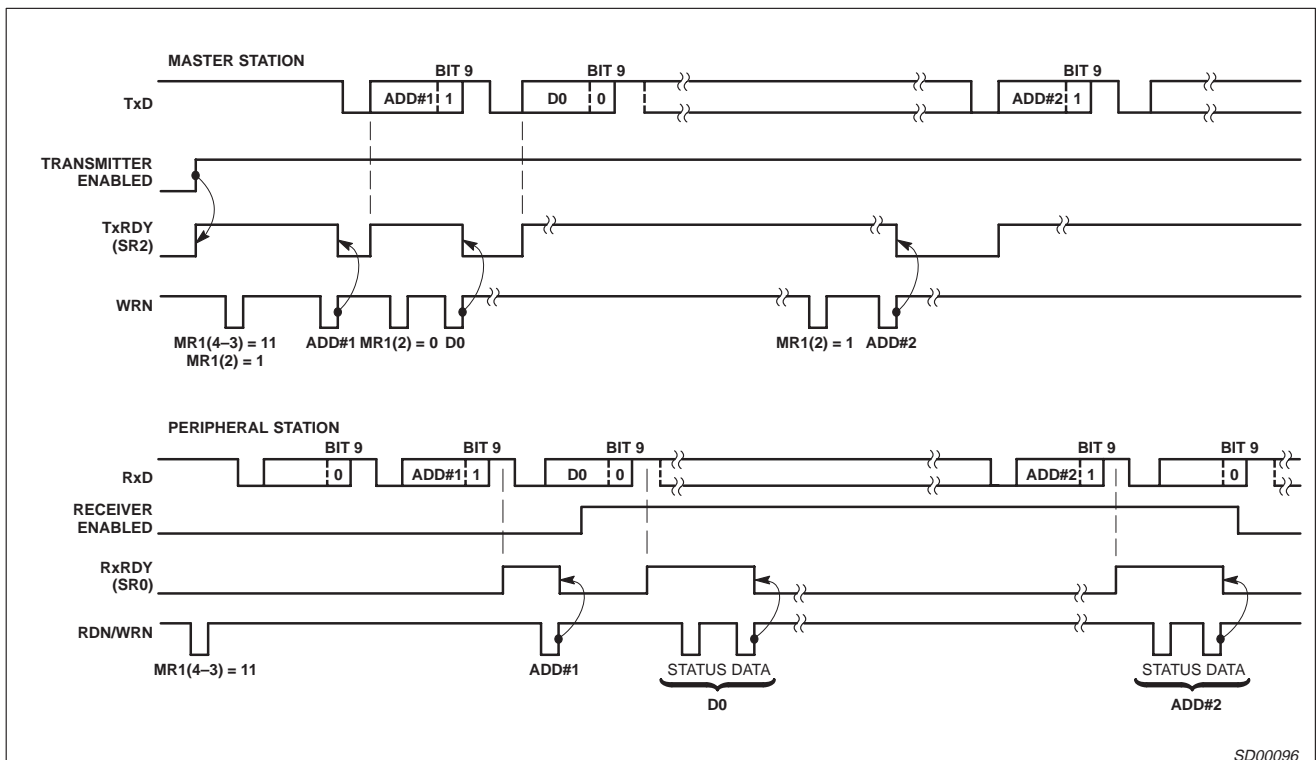 MASTER STATION
BIT 9 BIT 9 BIT 9
TxD ADD#1 1 D0 0 ADD#2 1
TRANSMITTER
ENABLED
TxRDY
(SR2)
WRN
MR1(4–3) = 11 ADD#1 MR1(2) = 0 D0 MR1(2) = 1 ADD#2
MR1(2) = 1
PERIPHERAL STATION
BIT 9 BIT 9 BIT 9 BIT 9 BIT 9
RxD 0 ADD#1 1 D0 0 ADD#2 1 0
RECEIVER
ENABLED
RxRDY
(SR0)
RDN/WRN
MR1(4–3) = 11 ADD#1 STATUS DATA STATUS DATA
D0 ADD#2
SD00096